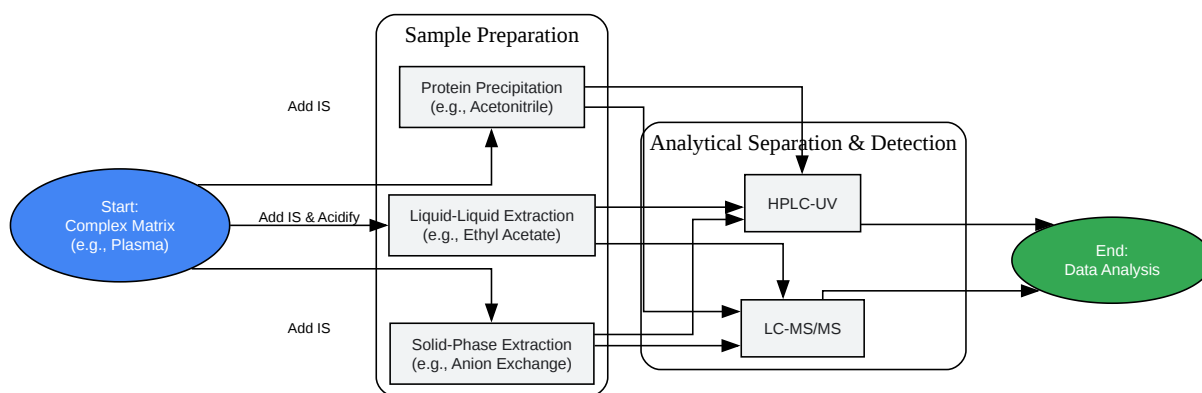 Sample Preparation
Protein Precipitation
(e.g., Acetonitrile)
Add IS
Analytical Separation & Detection
Start:
Complex Matrix
(e.g., Plasma)
Add IS & Acidify
Liquid-Liquid Extraction
(e.g., Ethyl Acetate)
HPLC-UV
End:
Data Analysis
Add IS
Solid-Phase Extraction
(e.g., Anion Exchange)
LC-MS/MS